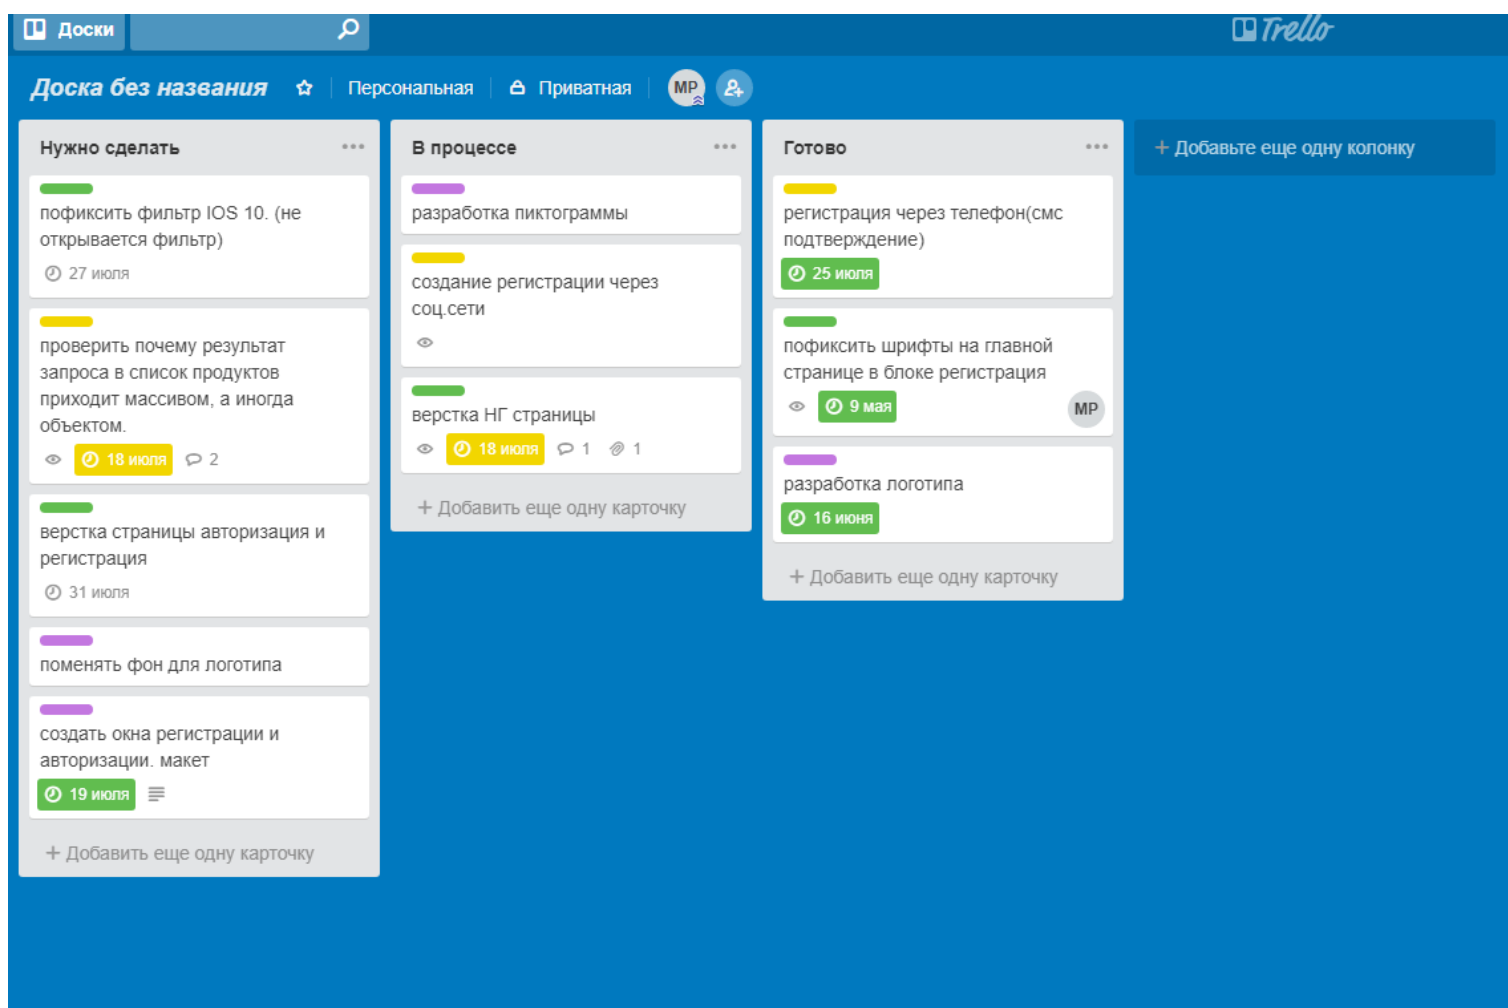 Доски
Trello
Доска без названия
Персональная
Приватная
MP
Нужно сделать
пофиксить фильтр IOS 10. (не
открывается фильтр)
27 июля
проверить почему результат
запроса в список продуктов
приходит массивом, а иногда
объектом.
18 июля 2
верстка страницы авторизация и
регистрация
31 июля
поменять фон для логотипа
создать окна регистрации и
авторизации. макет
19 июля
+ Добавить еще одну карточку
В процессе
разработка пиктограммы
создание регистрации через
соц.сети
верстка НГ страницы
18 июля 1 1
+ Добавить еще одну карточку
Готово
регистрация через телефон(смс
подтверждение)
25 июля
пофиксить шрифты на главной
странице в блоке регистрация
9 мая
MP
разработка логотипа
16 июня
+ Добавить еще одну карточку
+ Добавьте еще одну колонку